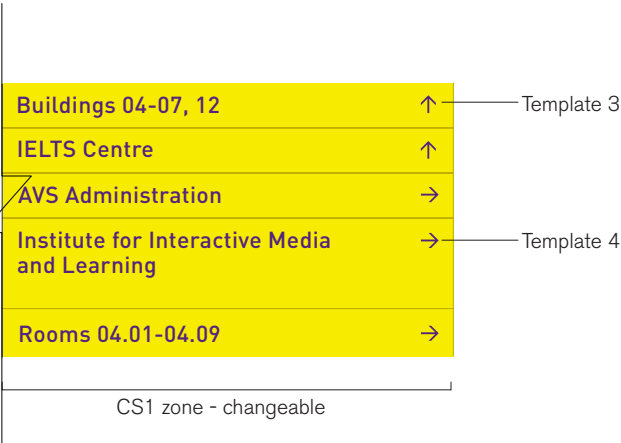 Buildings 04-07, 12 ↑ Template 3
IELTS Centre ↑
AVS Administration →
Institute for Interactive Media → Template 4
and Learning
Rooms 04.01-04.09 →
CS1 zone - changeable